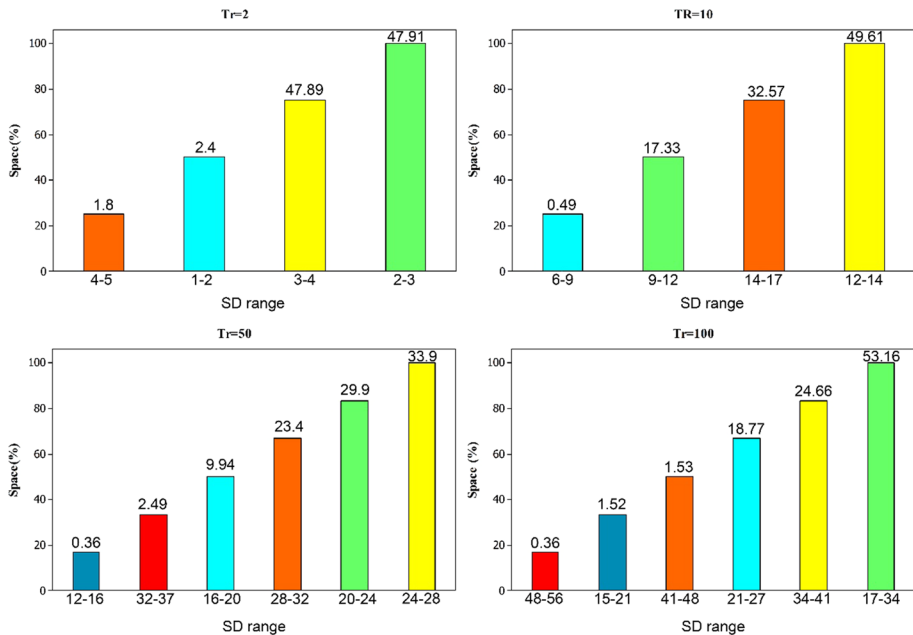 Tr=2
47.91
100
80
47.89
60
2.4
40
1.8
20
0
Space(%)
4-5 1-2 3-4 2-3
SD range
TR=10
49.61
100
80
32.57
60
17.33
40
0.49
20
0
Space(%)
6-9 9-12 14-17 12-14
SD range
Tr=50
33.9
100
29.9
80
23.4
60
9.94
40
2.49
20
0.36
0
Space(%)
12-16 32-37 16-20 28-32 20-24 24-28
SD range
Tr=100
53.16
100
24.66
80
18.77
60
1.53
40
1.52
20
0.36
0
Space (%)
48-56 15-21 41-48 21-27 34-41 17-34
SD range